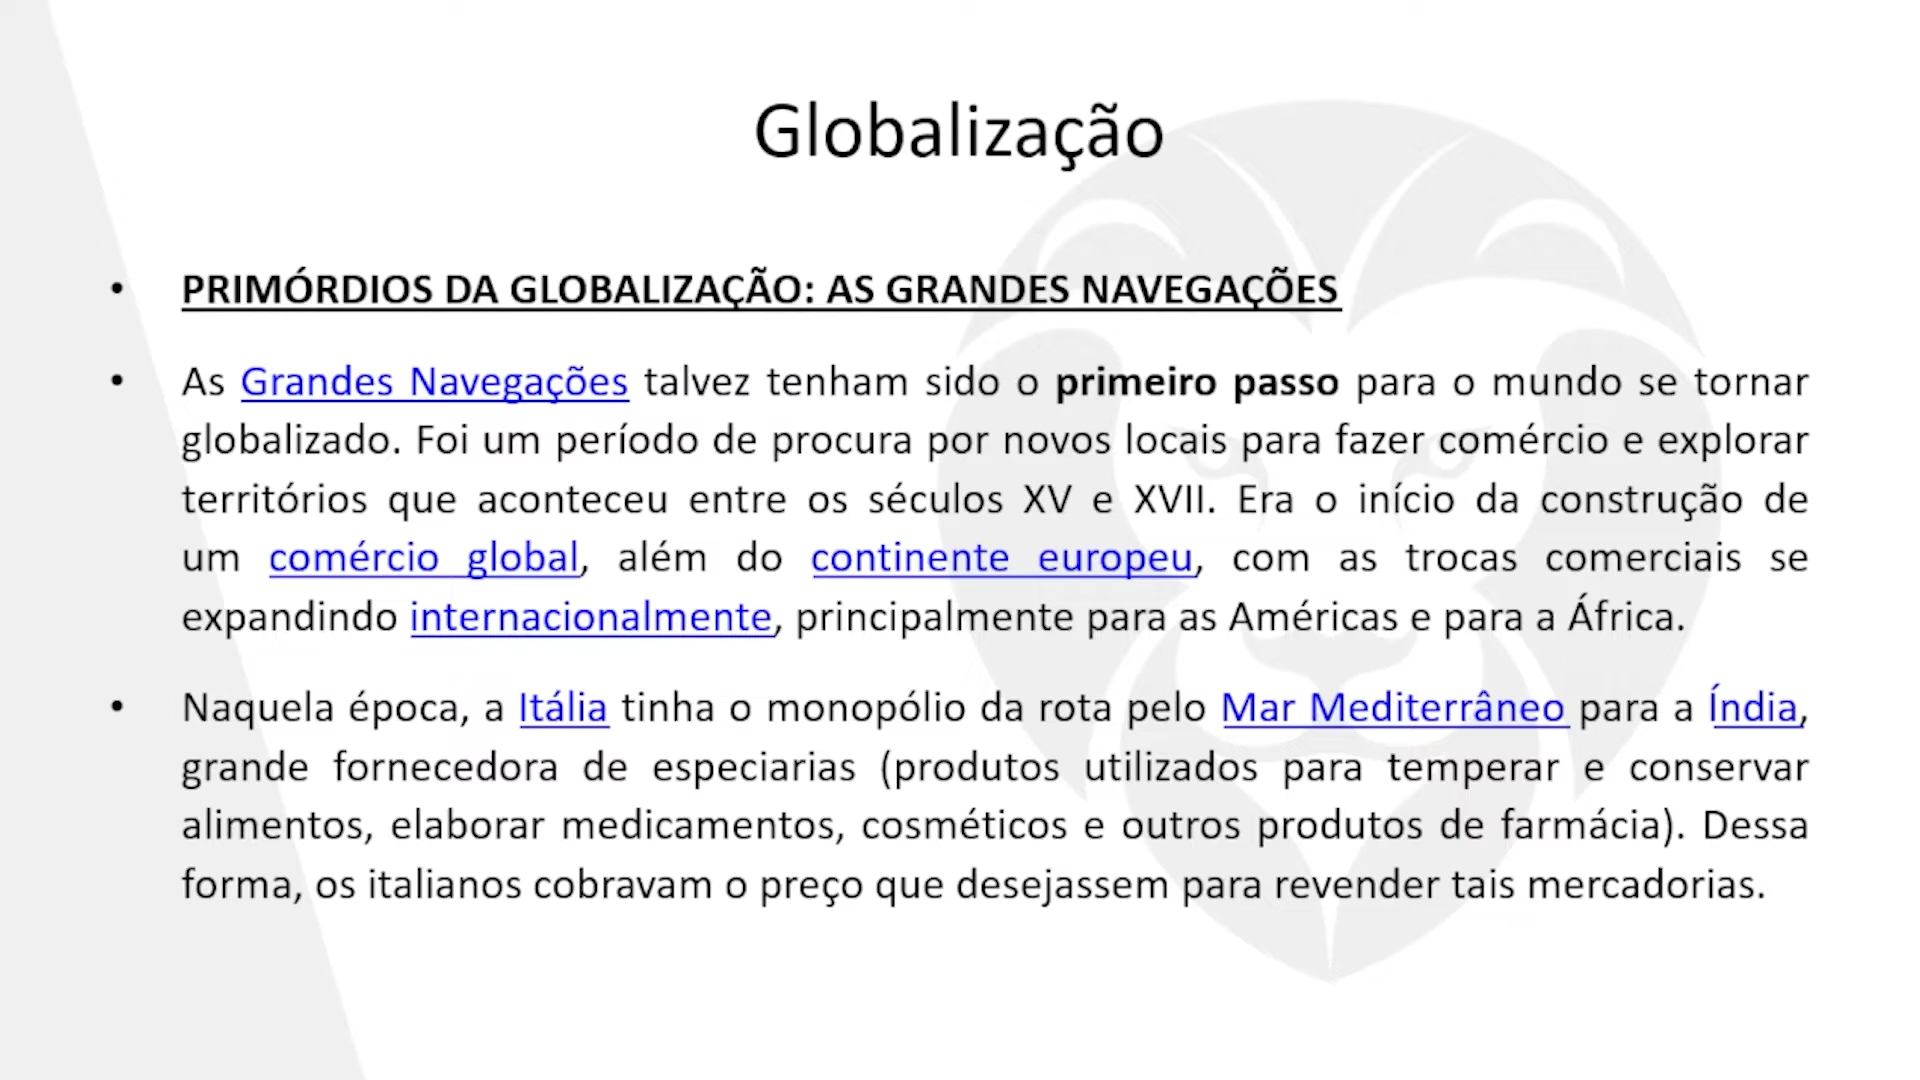 Globalização
• PRIMÓRDIOS DA GLOBALIZAÇÃO: AS GRANDES NAVEGAÇÕES
• As Grandes Navegações talvez tenham sido o primeiro passo para o mundo se tornar
globalizado. Foi um período de procura por novos locais para fazer comércio e explorar
territórios que aconteceu entre os séculos XV e XVII. Era o início da construção de
um comércio global, além do continente europeu, com as trocas comerciais se
expandindo internacionalmente, principalmente para as Américas e para a África.
• Naquela época, a Itália tinha o monopólio da rota pelo Mar Mediterrâneo para a Índia,
grande fornecedora de especiarias (produtos utilizados para temperar e conservar
alimentos, elaborar medicamentos, cosméticos e outros produtos de farmácia). Dessa
forma, os italianos cobravam o preço que desejassem para revender tais mercadorias.